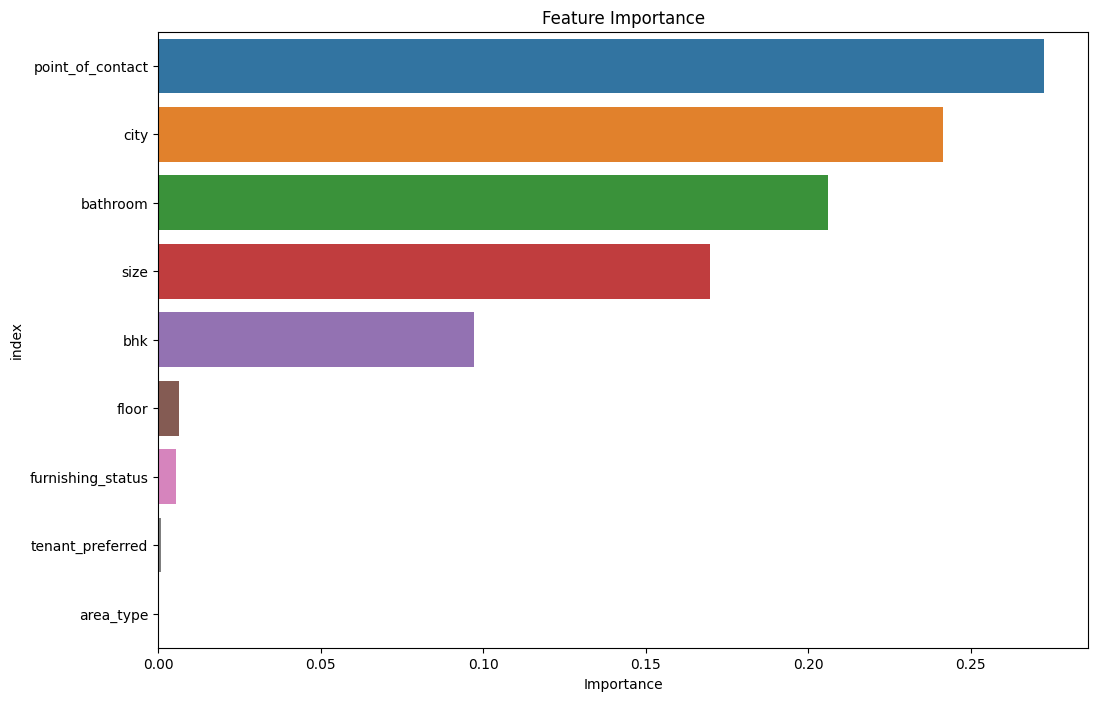 Feature Importance
point_of_contact
city
bathroom
size
bhk
floor
furnishing_status
tenant_preferred
area_type
index
0.00 0.05 0.10 0.15 0.20 0.25
Importance